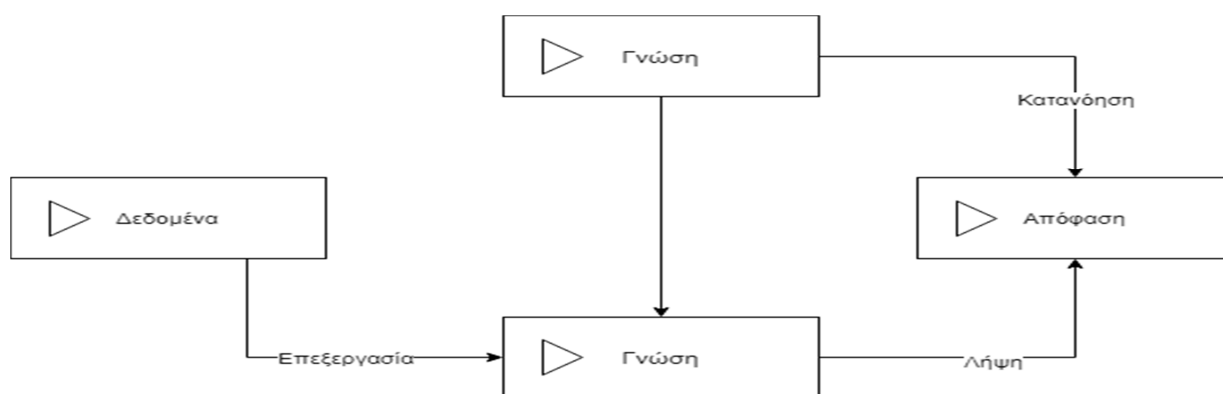 Γνώση
Κατανόηση
Δεδομένα
Απόφαση
Επεξεργασία
Γνώση
Λήψη